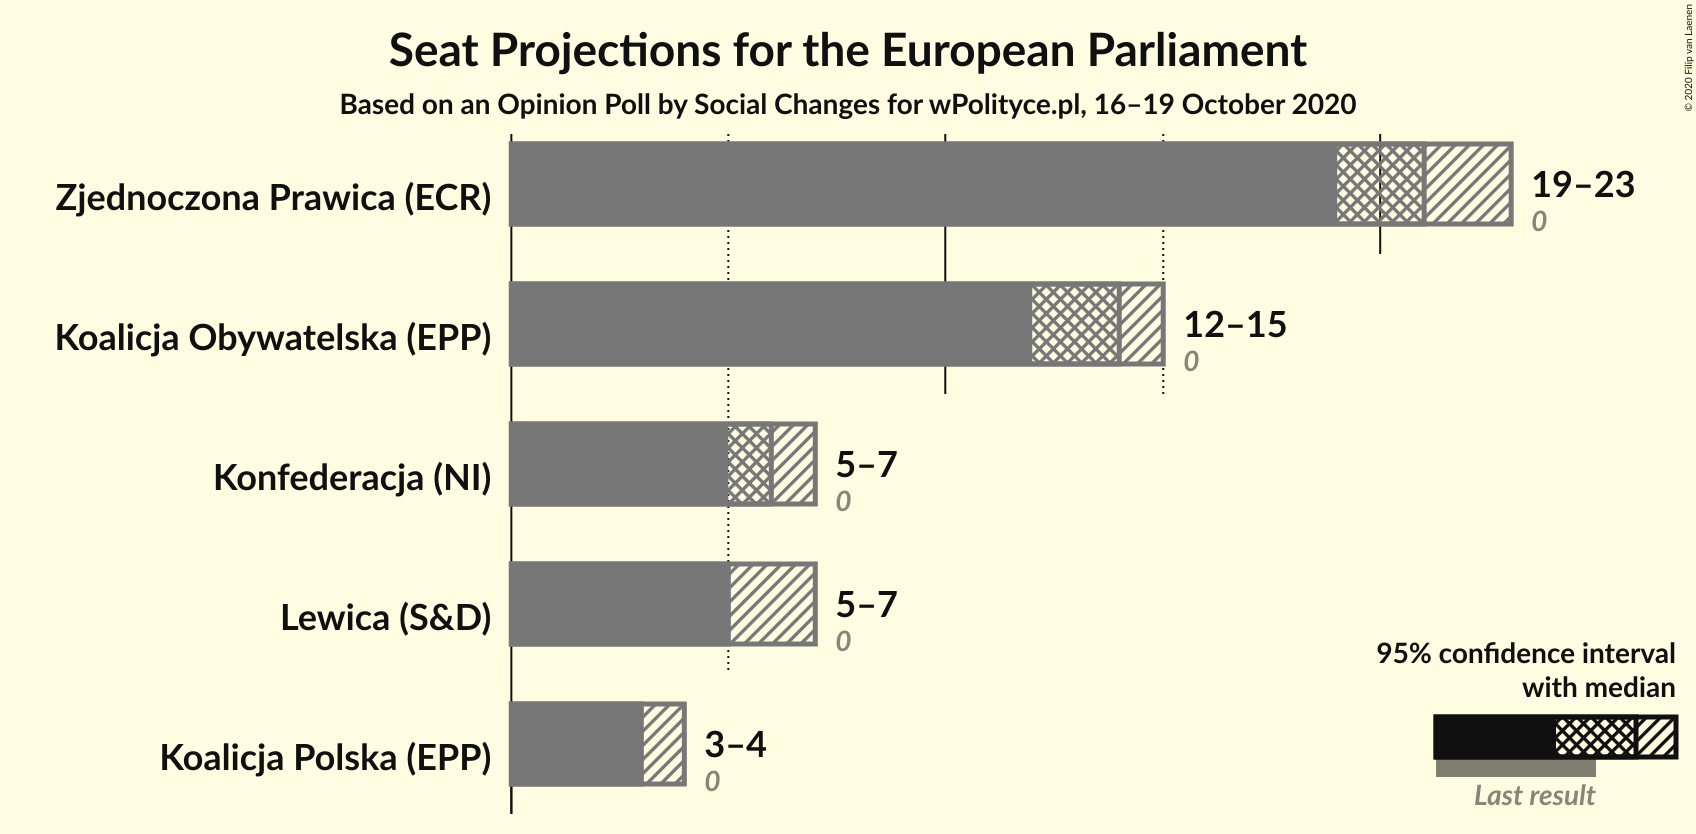 Seat Projections for the European Parliament
Based on an Opinion Poll by Social Changes for wPolityce.pl, 16–19 October 2020
© 2020 Filip van Laenen
Zjednoczona Prawica (ECR)
19–23
0
Koalicja Obywatelska (EPP)
12–15
0
Konfederacja (NI)
5–7
0
Lewica (S&D)
5–7
0
Koalicja Polska (EPP)
3–4
0
95% confidence interval
with median
Last result